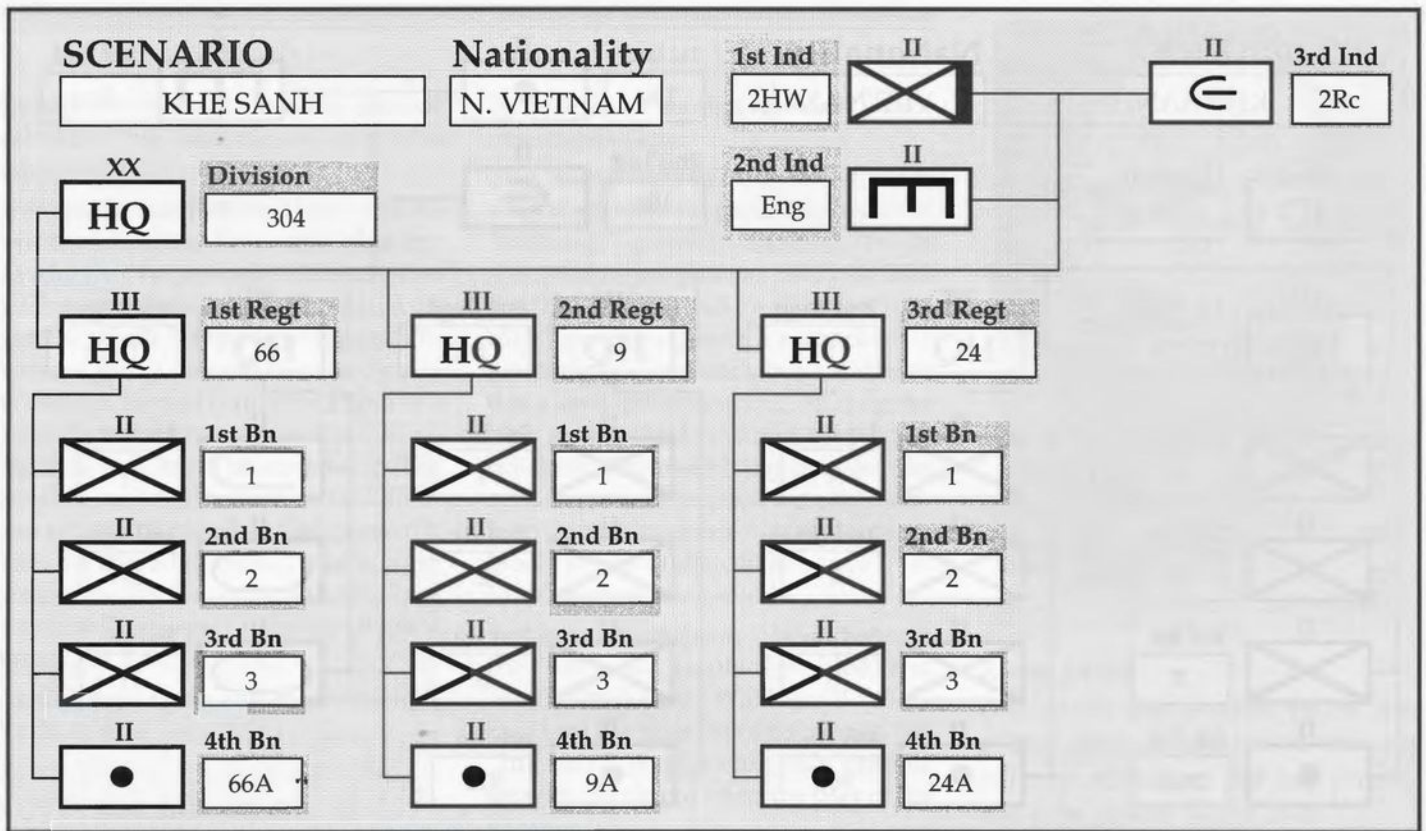 SCENARIO
KHE SANH
Nationality
N. VIETNAM
1st Ind
2HW
II
II
3rd Ind
2Rc
2nd Ind
Eng
II
XX
HQ
Division
304
III
HQ
1st Regt
66
III
HQ
2nd Regt
9
III
HQ
3rd Regt
24
II
1st Bn
1
II
1st Bn
1
II
1st Bn
1
II
2nd Bn
2
II
2nd Bn
2
II
2nd Bn
2
II
3rd Bn
3
II
3rd Bn
3
II
3rd Bn
3
II
4th Bn
66A
II
4th Bn
9A
II
4th Bn
24A